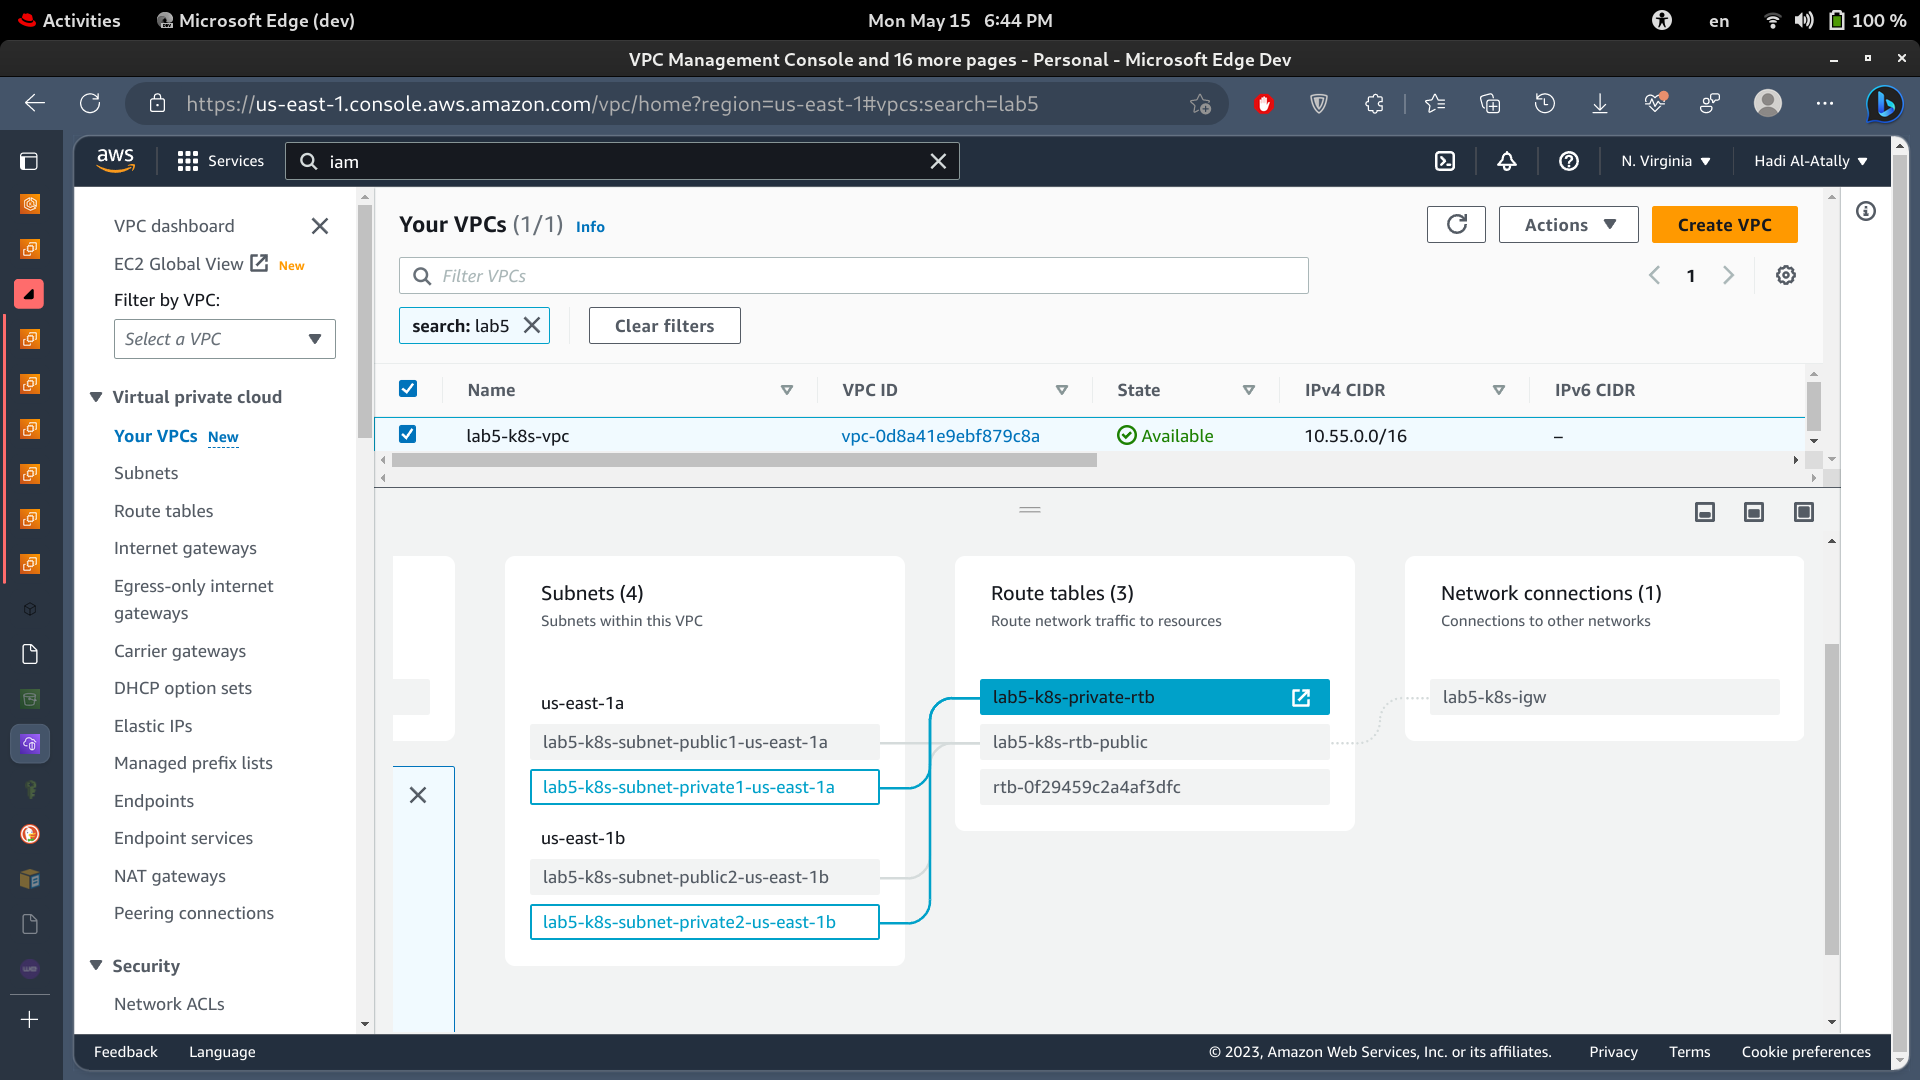 Activities
Microsoft Edge (dev)
Mon May 15 6:44 PM
en
100 %
VPC Management Console and 16 more pages - Personal - Microsoft Edge Dev
https://us-east-1.console.aws.amazon.com/vpc/home?region=us-east-1#vpcs:search=lab5
aws
Services
iam
N. Virginia
Hadi Al-Atally
VPC dashboard
EC2 Global View New
Filter by VPC:
Select a VPC
Virtual private cloud
Your VPCs New
Subnets
Route tables
Internet gateways
Egress-only internet
gateways
Carrier gateways
DHCP option sets
Elastic IPs
Managed prefix lists
Endpoints
Endpoint services
NAT gateways
Peering connections
Security
Network ACLs
Your VPCs (1/1) Info
Actions
Create VPC
Filter VPCs
1
search: lab5
Clear filters
Name
VPC ID
State
IPv4 CIDR
IPv6 CIDR
lab5-k8s-vpc
vpc-0d8a41e9ebf879c8a
Available
10.55.0.0/16
–
Subnets (4)
Subnets within this VPC
us-east-1a
lab5-k8s-subnet-public1-us-east-1a
lab5-k8s-subnet-private1-us-east-1a
us-east-1b
lab5-k8s-subnet-public2-us-east-1b
lab5-k8s-subnet-private2-us-east-1b
Route tables (3)
Route network traffic to resources
lab5-k8s-private-rtb
lab5-k8s-rtb-public
rtb-0f29459c2a4af3dfc
Network connections (1)
Connections to other networks
lab5-k8s-igw
Feedback
Language
© 2023, Amazon Web Services, Inc. or its affiliates.
Privacy
Terms
Cookie preferences